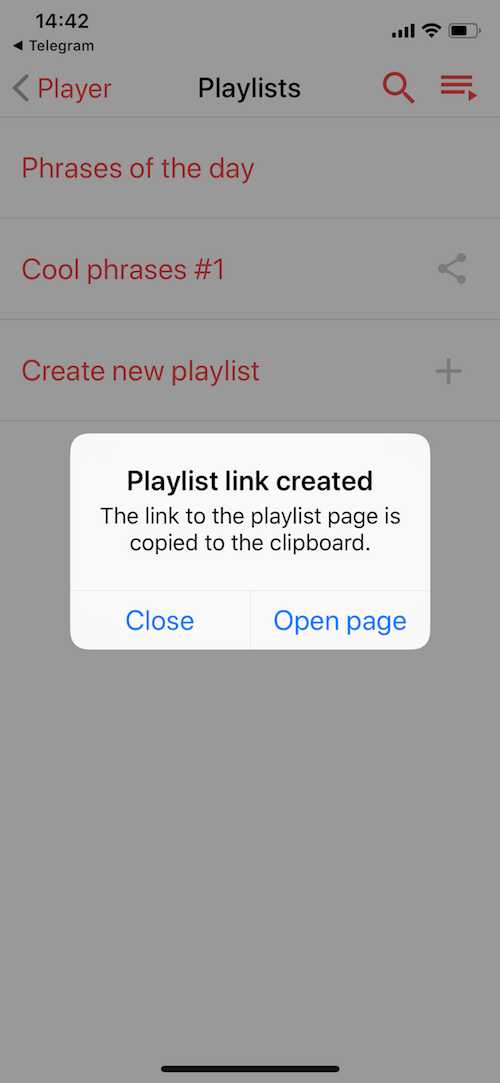 14:42
◀ Telegram
Player
Playlists
Phrases of the day
Cool phrases #1
Create new playlist
Playlist link created
The link to the playlist page is
copied to the clipboard.
Close
Open page